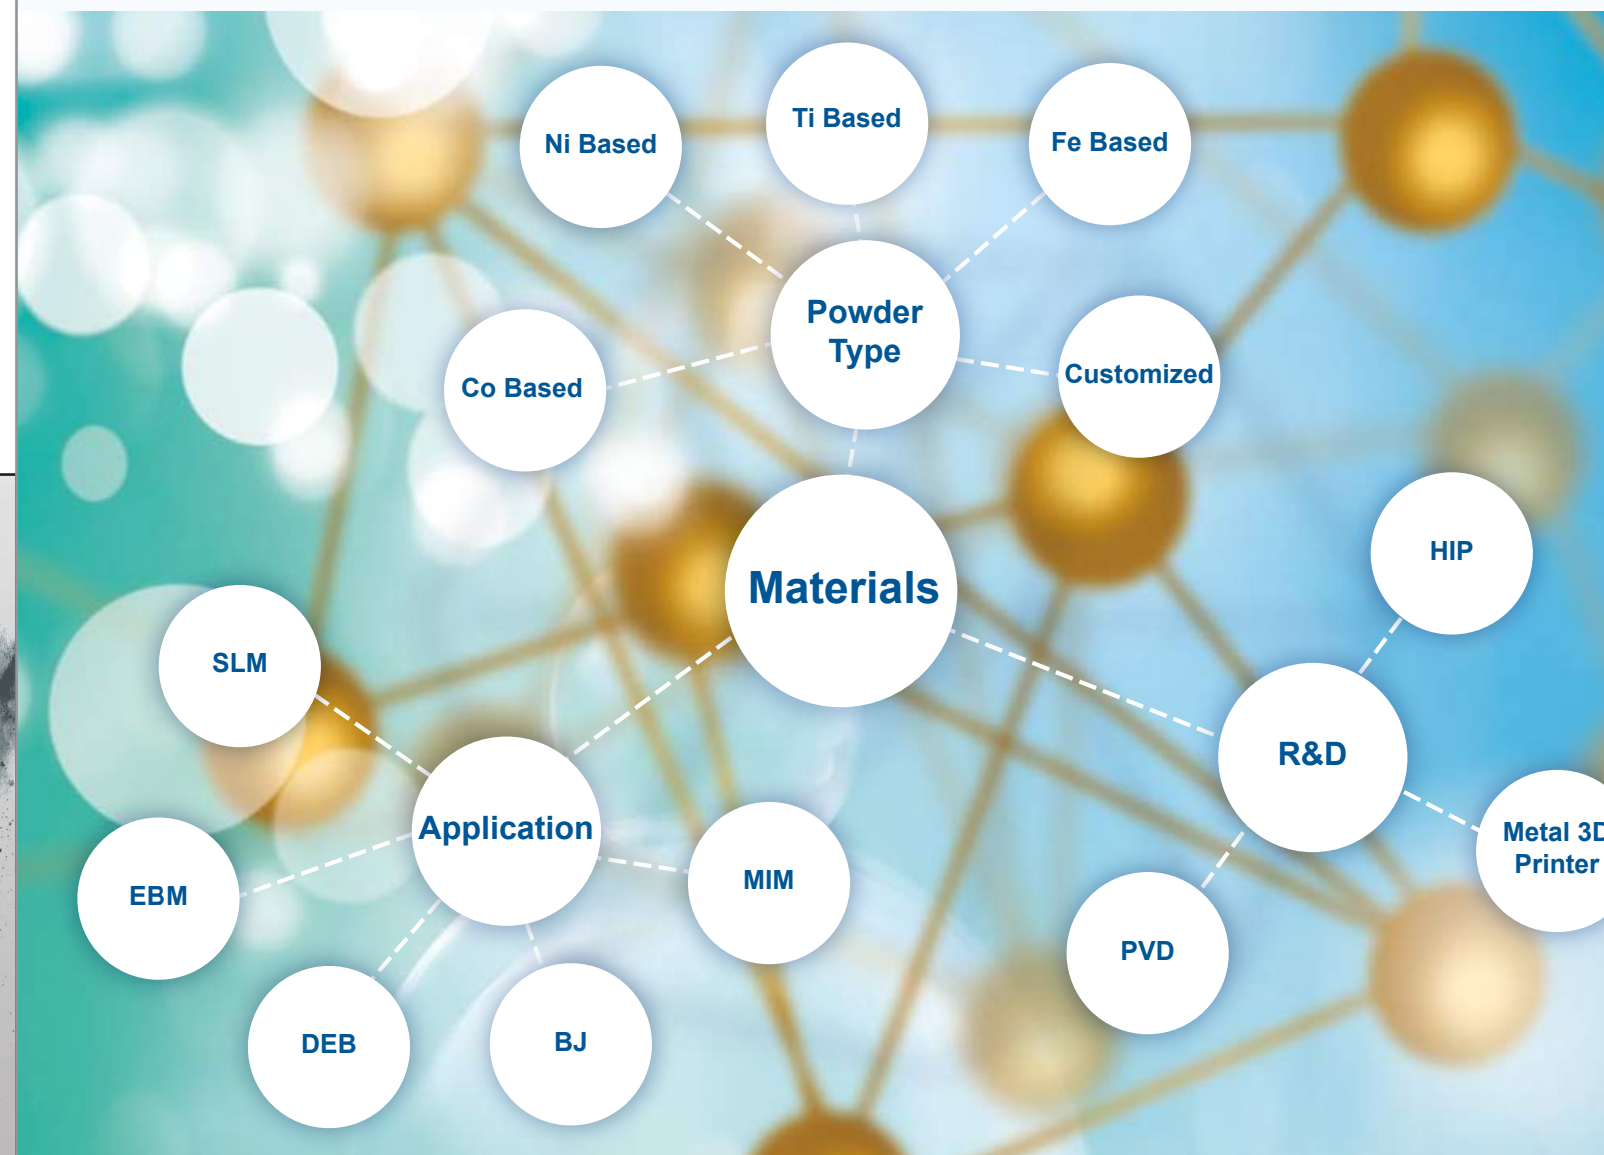 Ti Based
Ni Based
Fe Based
Powder
Type
Customized
Co Based
Materials
HIP
SLM
R&D
Application
Metal 3D
Printer
MIM
EBM
PVD
DEB
BJ